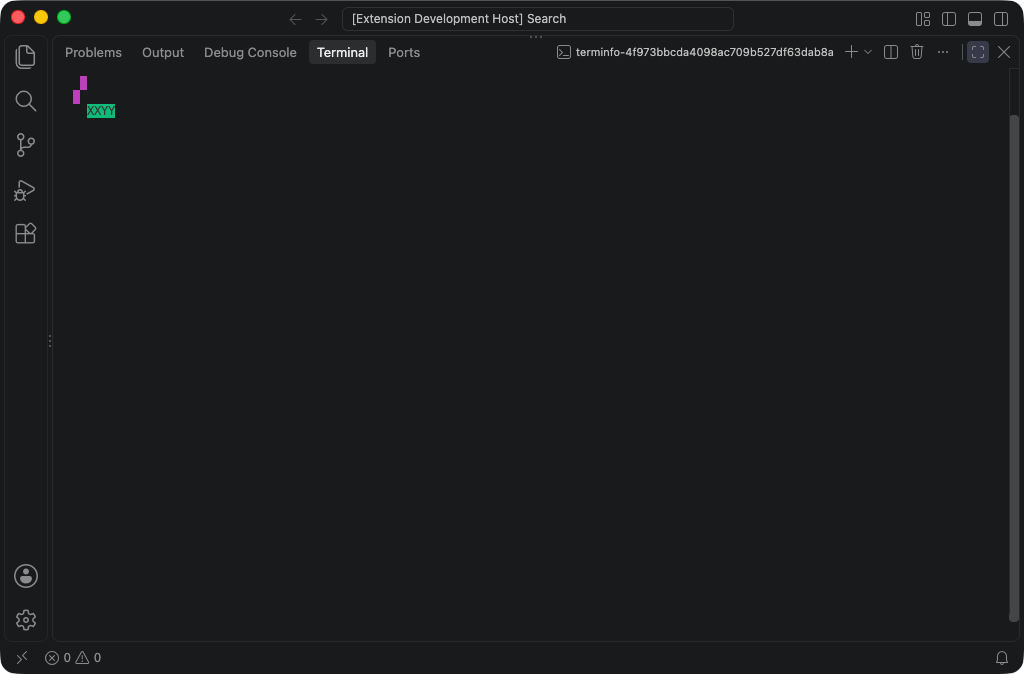 [Extension Development Host] Search
Problems Output Debug Console Terminal Ports terminfo-4f973bbcda4098ac709b527df63dab8a
XXYY
0 0